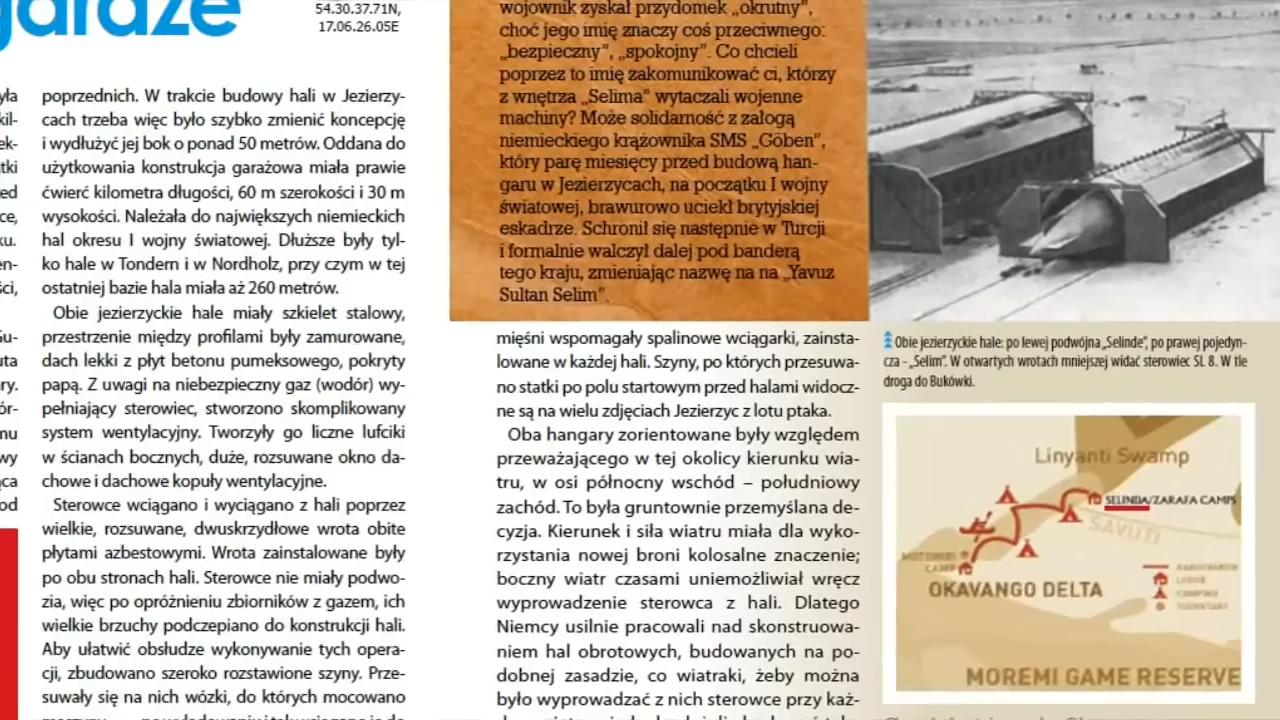 garaże
54.30.37.71N,
17.06.26.05E
poprzednich. W trakcie budowy hali w Jezierzy-
cach trzeba więc było szybko zmienić koncepcję
i wydłużyć jej bok o ponad 50 metrów. Oddana do
użytkowania konstrukcja garażowa miała prawie
ćwierć kilometra długości, 60 m szerokości i 30 m
wysokości. Należała do największych niemieckich
hal okresu I wojny światowej. Dłuższe były tyl-
ko hale w Tondern i w Nordholz, przy czym w tej
ostatniej bazie hala miała aż 260 metrów.
Obie jezierzyckie hale miały szkielet stalowy,
przestrzenie między profilami były zamurowane,
dach lekki z płyt betonu pumeksowego, pokryty
papą. Z uwagi na niebezpieczny gaz (wodór) wy-
pełniający sterowiec, stworzono skomplikowany
system wentylacyjny. Tworzyły go liczne lufciki
w ścianach bocznych, duże, rozsuwane okno da-
chowe i dachowe kopuły wentylacyjne.
Sterowce wciągano i wyciągano z hali poprzez
wielkie, rozsuwane, dwuskrzydłowe wrota obite
płytami azbestowymi. Wrota zainstalowane były
po obu stronach hali. Sterowce nie miały podwo-
zia, więc po opróżnieniu zbiorników z gazem, ich
wielkie brzuchy podczepiano do konstrukcji hali.
Aby ułatwić obsłudze wykonywanie tych opera-
cji, zbudowano szeroko rozstawione szyny. Prze-
suwały się na nich wózki, do których mocowano
wojownik zyskał przydomek „okrutny”,
choć jego imię znaczy coś przeciwnego:
„bezpieczny”, „spokojny”. Co chcieli
poprzez to imię zakomunikować ci, którzy
z wnętrza „Selima” wytaczali wojenne
machiny? Może solidarność z załogą
niemieckiego krążownika SMS „Göben”,
który parę miesięcy przed budową han-
garu w Jezierzycach, na początku I wojny
światowej, brawurowo uciekł brytyjskiej
eskadrze. Schronił się następnie w Turcji
i formalnie walczył dalej pod banderą
tego kraju, zmieniając nazwę na na „Yavuz
Sultan Selim”.
mięśni wspomagały spalinowe wciągarki, zainsta-
lowane w każdej hali. Szyny, po których przesuwa-
no statki po polu startowym przed halami widocz-
ne są na wielu zdjęciach Jezierzyc z lotu ptaka.
Oba hangary zorientowane były względem
przeważającego w tej okolicy kierunku wia-
tru, w osi północny wschód – południowy
zachód. To była gruntownie przemyślana de-
cyzja. Kierunek i siła wiatru miała dla wyko-
rzystania nowej broni kolosalne znaczenie;
boczny wiatr czasami uniemożliwiał wręcz
wyprowadzenie sterowca z hali. Dlatego
Niemcy usilnie pracowali nad skonstruowa-
niem hal obrotowych, budowanych na po-
dobnej zasadzie, co wiatraki, żeby można
było wyprowadzać z nich sterowce przy każ-
Obie jezierzyckie hale: po lewej podwójna „Selinde”, po prawej pojedyn-
cza - „Selim”. W otwartych wrotach mniejszej widać sterowiec SL 8. W tle
droga do Bukówki.
Linyanti Swamp
SELINDA/ZARAFA CAMPS
SAVUTI
OKAVANGO DELTA
MOREMI GAME RESERVE